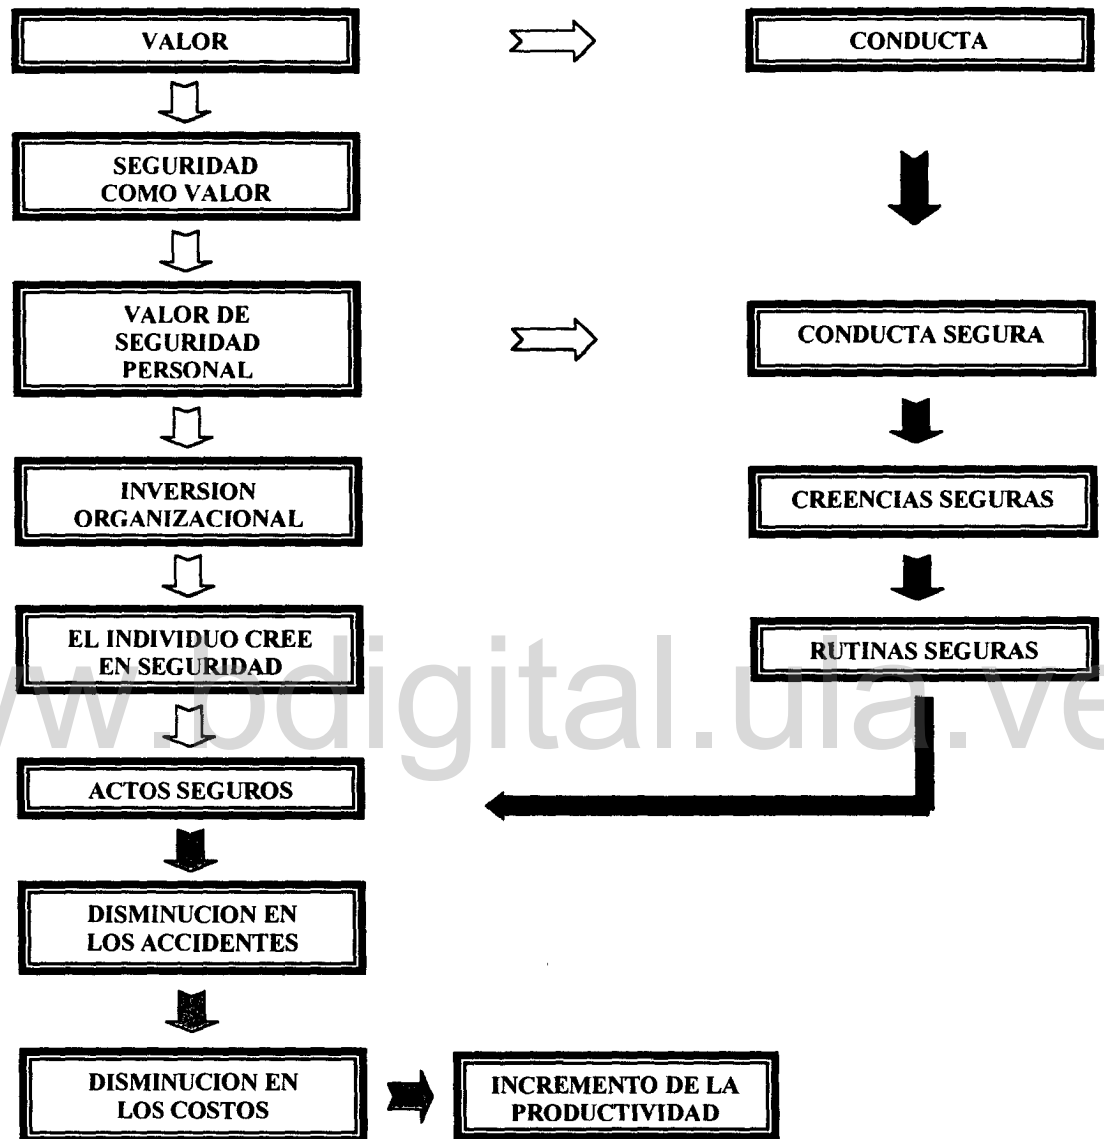 VALOR
CONDUCTA
SEGURIDAD
COMO VALOR
VALOR DE
SEGURIDAD
PERSONAL
CONDUCTA SEGURA
INVERSION
ORGANIZACIONAL
CREENCIAS SEGURAS
EL INDIVIDUO CREE
EN SEGURIDAD
RUTINAS SEGURAS
www.bdigital.ula.ve
ACTOS SEGUROS
DISMINUCION EN
LOS ACCIDENTES
DISMINUCION EN
LOS COSTOS
INCREMENTO DE LA
PRODUCTIVIDAD